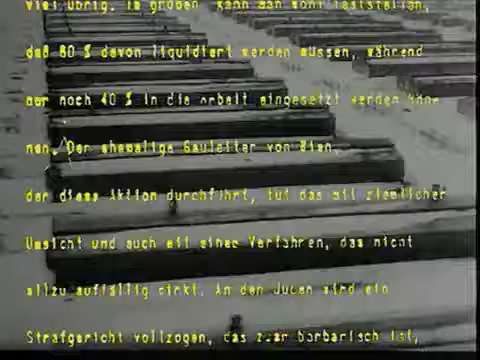 viel übrig. Im großen kann man wohl feststellen,
daß 60 % davon liquidiert werden müssen, während
nur noch 40 % in die arbeit eingesetzt werden kön-
nen. Der ehemalige Gauleiter von Wien,
der diese Aktion durchführt, tut das mit ziemlicher
Umsicht und auch mit einem Verfahren, das nicht
allzu auffällig wirkt. An den Juden wird ein
Strafgericht vollzogen, das zwar barbarisch ist,